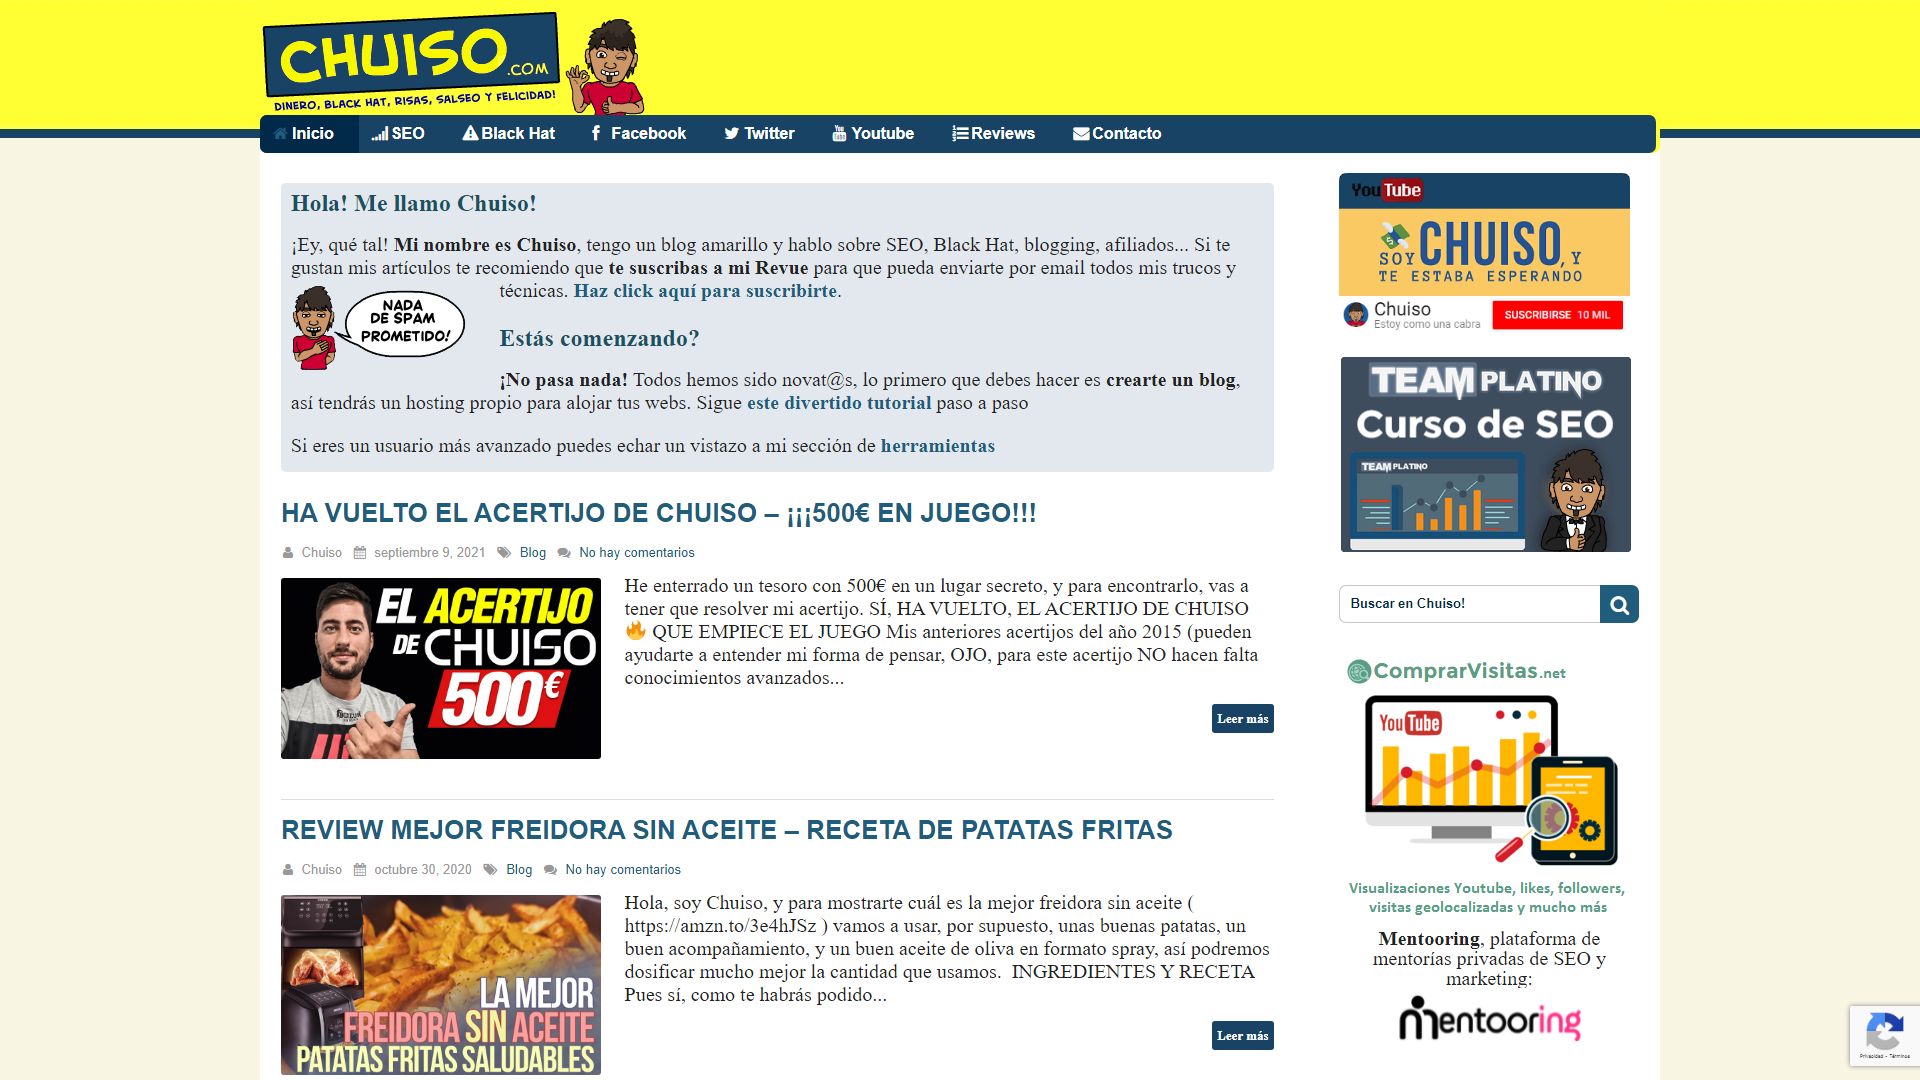 CHUISO.COM
DINERO, BLACK HAT, RISAS, SALSEO Y FELICIDAD!
Inicio SEO Black Hat Facebook Twitter Youtube Reviews Contacto
Hola! Me llamo Chuiso!
¡Ey, qué tal! Mi nombre es Chuiso, tengo un blog amarillo y hablo sobre SEO, Black Hat, blogging, afiliados... Si te
gustan mis artículos te recomiendo que te suscribas a mi Revue para que pueda enviarte por email todos mis trucos y
técnicas. Haz click aquí para suscribirte.
NADA
DE SPAM
PROMETIDO!
Estás comenzando?
¡No pasa nada! Todos hemos sido novat@s, lo primero que debes hacer es crearte un blog,
así tendrás un hosting propio para alojar tus webs. Sigue este divertido tutorial paso a paso
Si eres un usuario más avanzado puedes echar un vistazo a mi sección de herramientas
HA VUELTO EL ACERTIJO DE CHUISO – ¡¡¡500€ EN JUEGO!!!
Chuiso septiembre 9, 2021 Blog No hay comentarios
EL ACERTIJO
DE CHUISO
500€
He enterrado un tesoro con 500€ en un lugar secreto, y para encontrarlo, vas a
tener que resolver mi acertijo. SÍ, HA VUELTO, EL ACERTIJO DE CHUISO
🔥 QUE EMPIECE EL JUEGO Mis anteriores acertijos del año 2015 (pueden
ayudarte a entender mi forma de pensar, OJO, para este acertijo NO hacen falta
conocimientos avanzados...
Leer más
REVIEW MEJOR FREIDORA SIN ACEITE – RECETA DE PATATAS FRITAS
Chuiso octubre 30, 2020 Blog No hay comentarios
LA MEJOR
FREIDORA SIN ACEITE
PATATAS FRITAS SALUDABLES
Hola, soy Chuiso, y para mostrarte cuál es la mejor freidora sin aceite (
https://amzn.to/3e4hJSz ) vamos a usar, por supuesto, unas buenas patatas, un
buen acompañamiento, y un buen aceite de oliva en formato spray, así podremos
dosificar mucho mejor la cantidad que usamos. INGREDIENTES Y RECETA
Pues sí, como te habrás podido...
Leer más
YouTube
SOY CHUISO, Y
TE ESTABA ESPERANDO
Chuiso
Estoy como una cabra
SUSCRIBIRSE 10 MIL
TEAM PLATINO
Curso de SEO
TEAM PLATINO
Buscar en Chuiso!
ComprarVisitas.net
YouTube
Visualizaciones Youtube, likes, followers,
visitas geolocalizadas y mucho más
Mentooring, plataforma de
mentorías privadas de SEO y
marketing:
mentooring
Privacidad - Términos